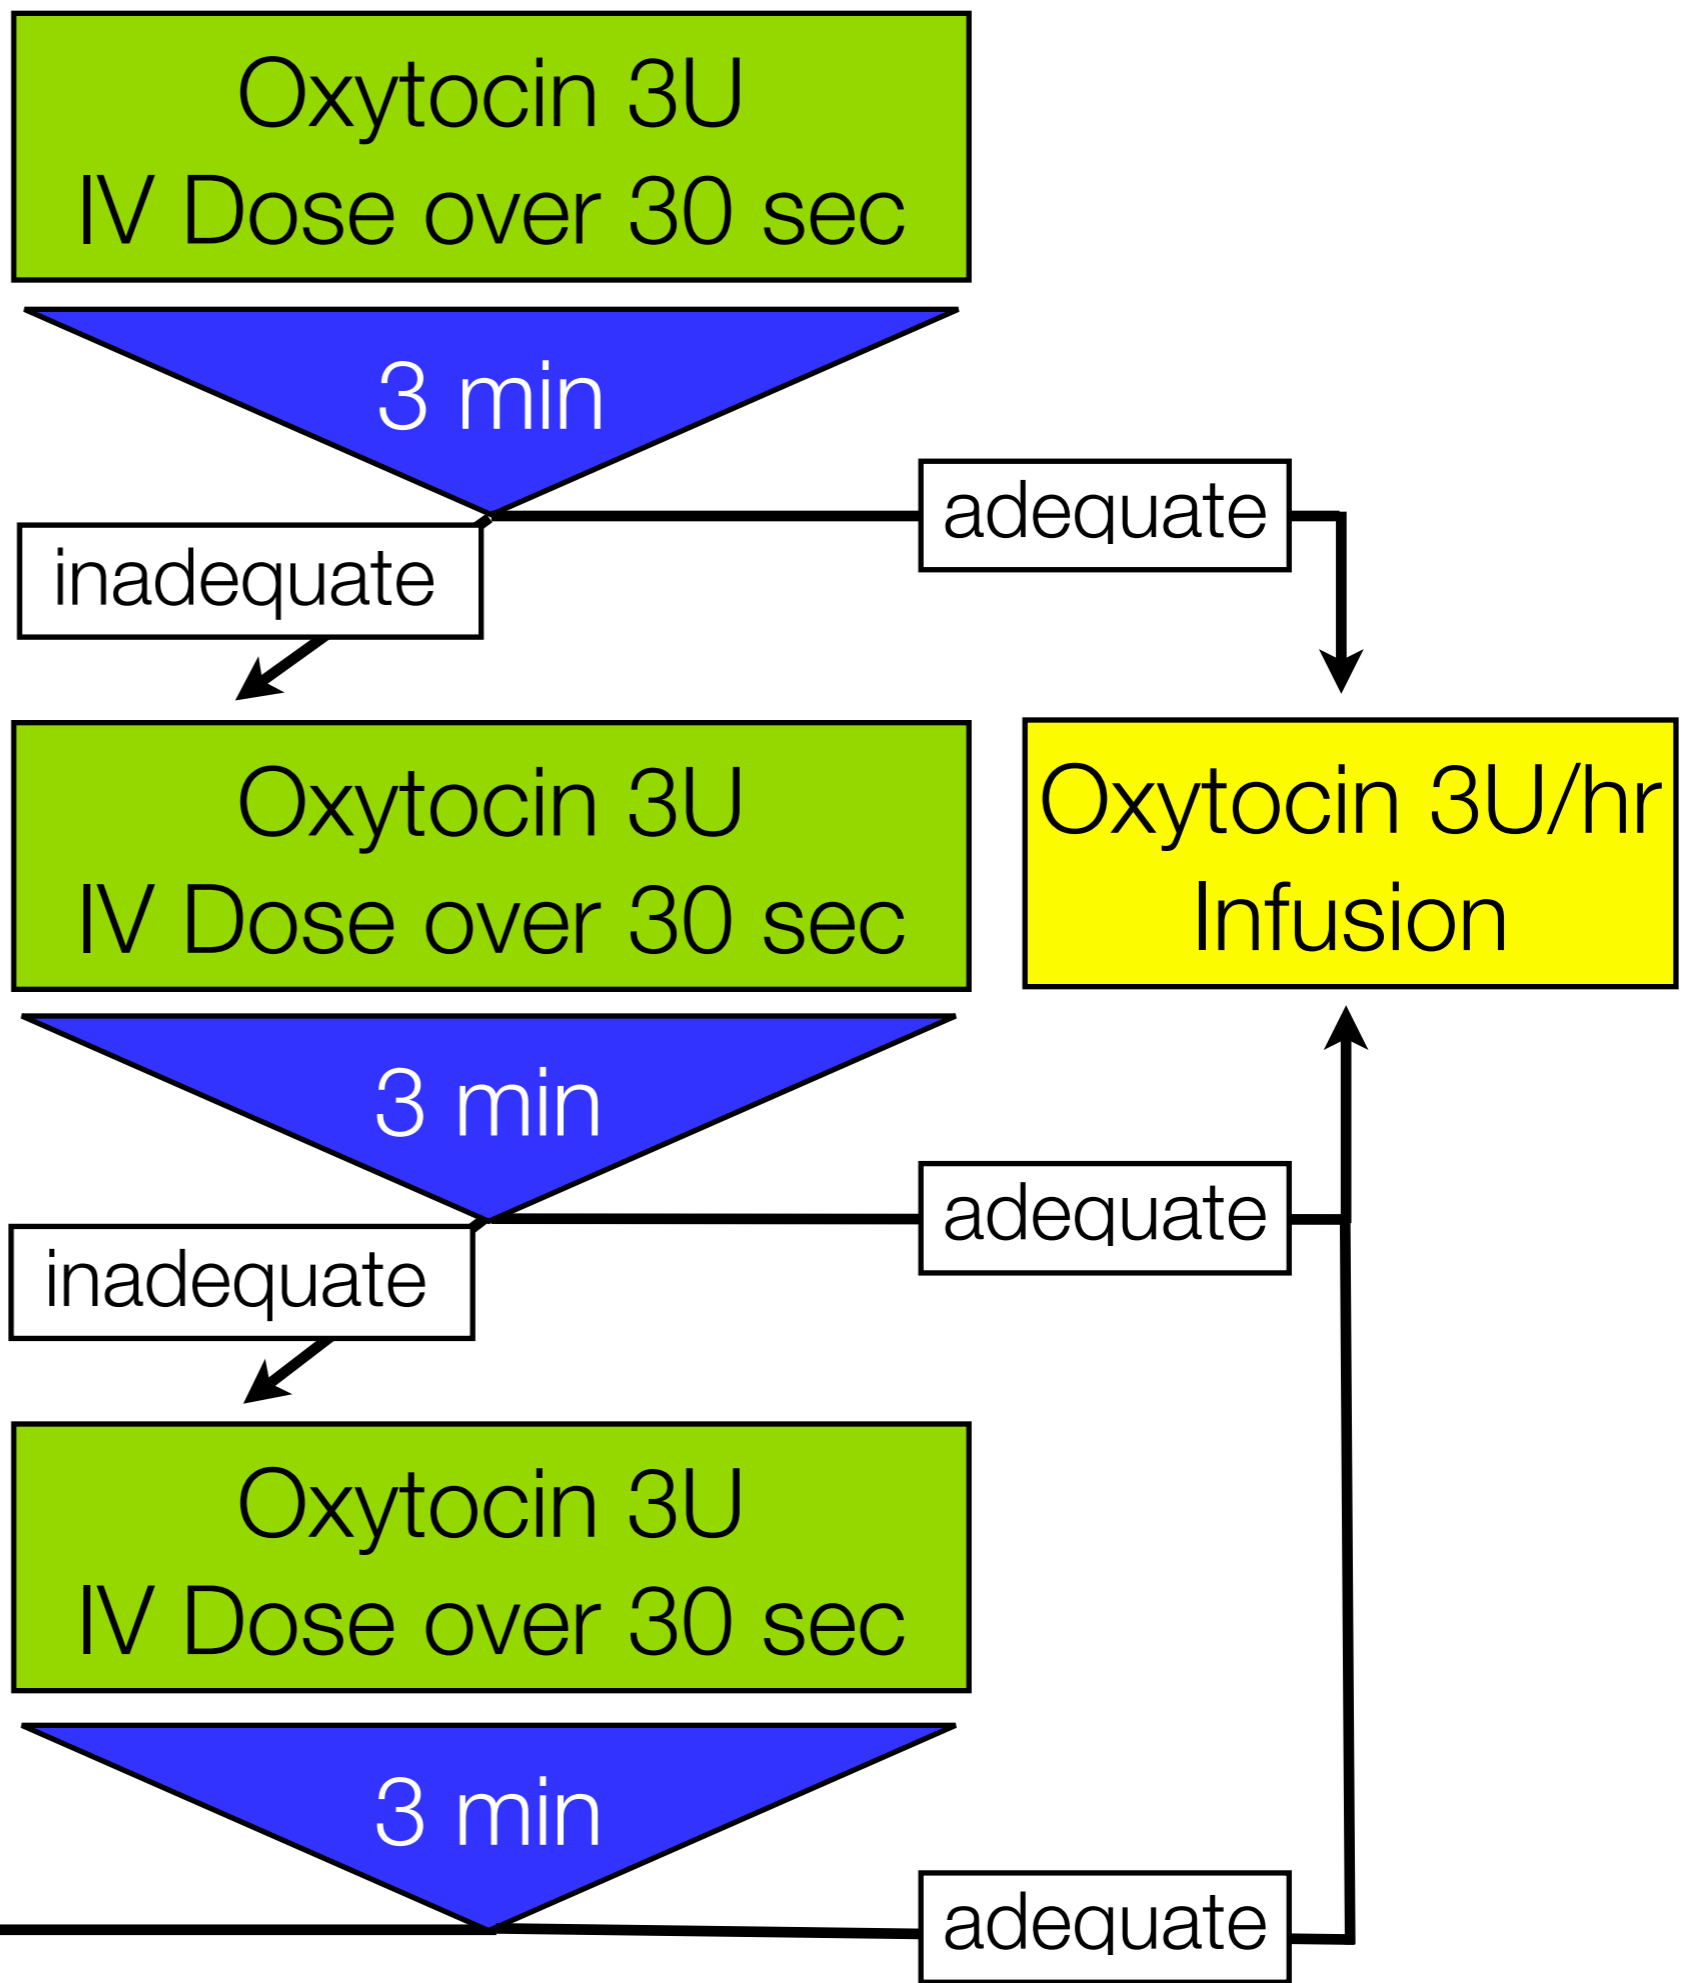 Oxytocin 3U
IV Dose over 30 sec
3 min
adequate
inadequate
Oxytocin 3U
IV Dose over 30 sec
Oxytocin 3U/hr
Infusion
3 min
adequate
inadequate
Oxytocin 3U
IV Dose over 30 sec
3 min
adequate